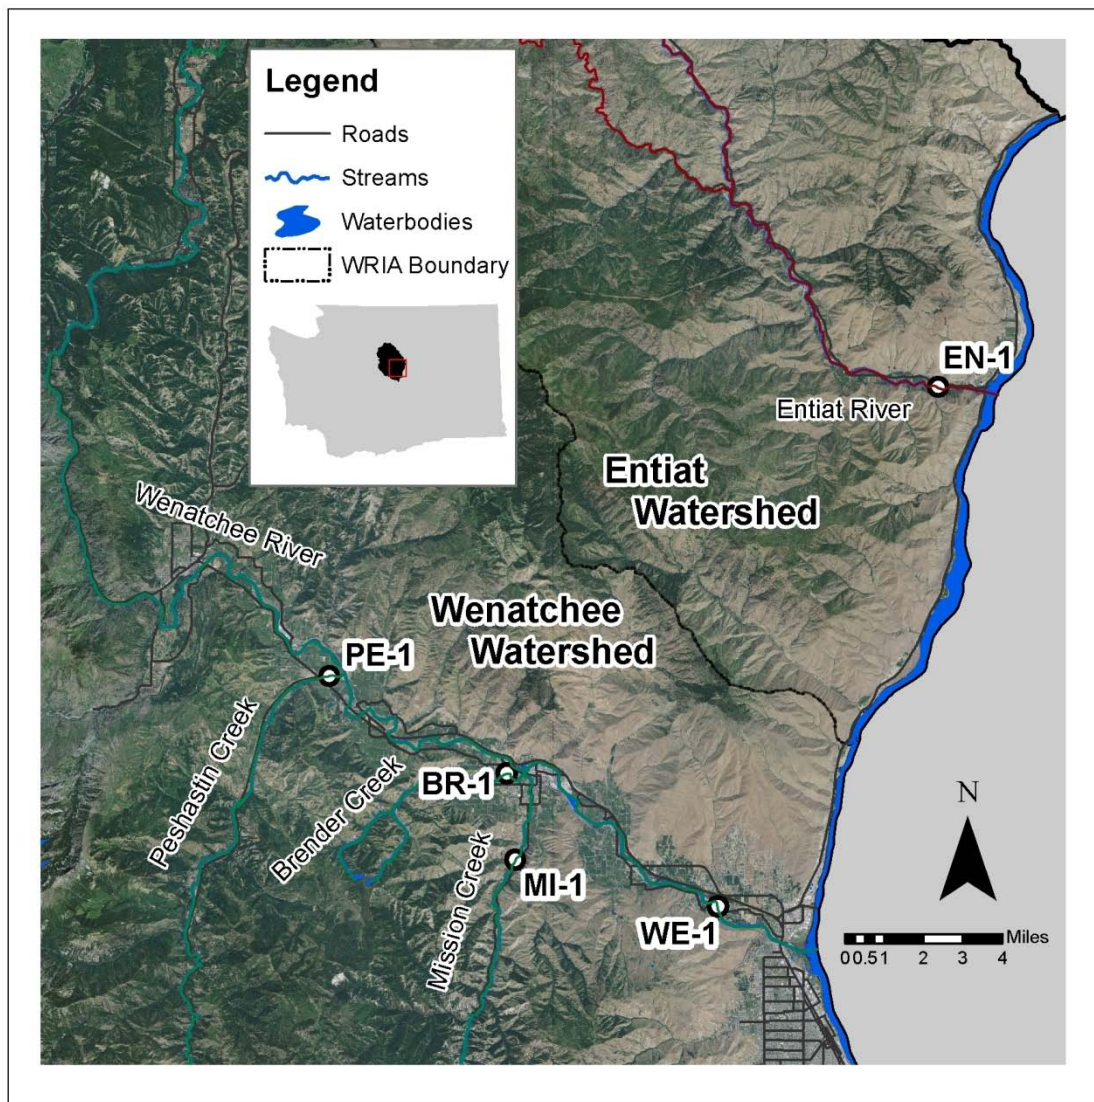 Legend
Roads
Streams
Waterbodies
WRIA Boundary
EN-1
Entiat River
Entiat
Watershed
Wenatchee River
Wenatchee
Watershed
PE-1
Peshastin Creek
BR-1
Brender Creek
MI-1
Mission Creek
WE-1
N
Miles
0 0.5 1 2 3 4